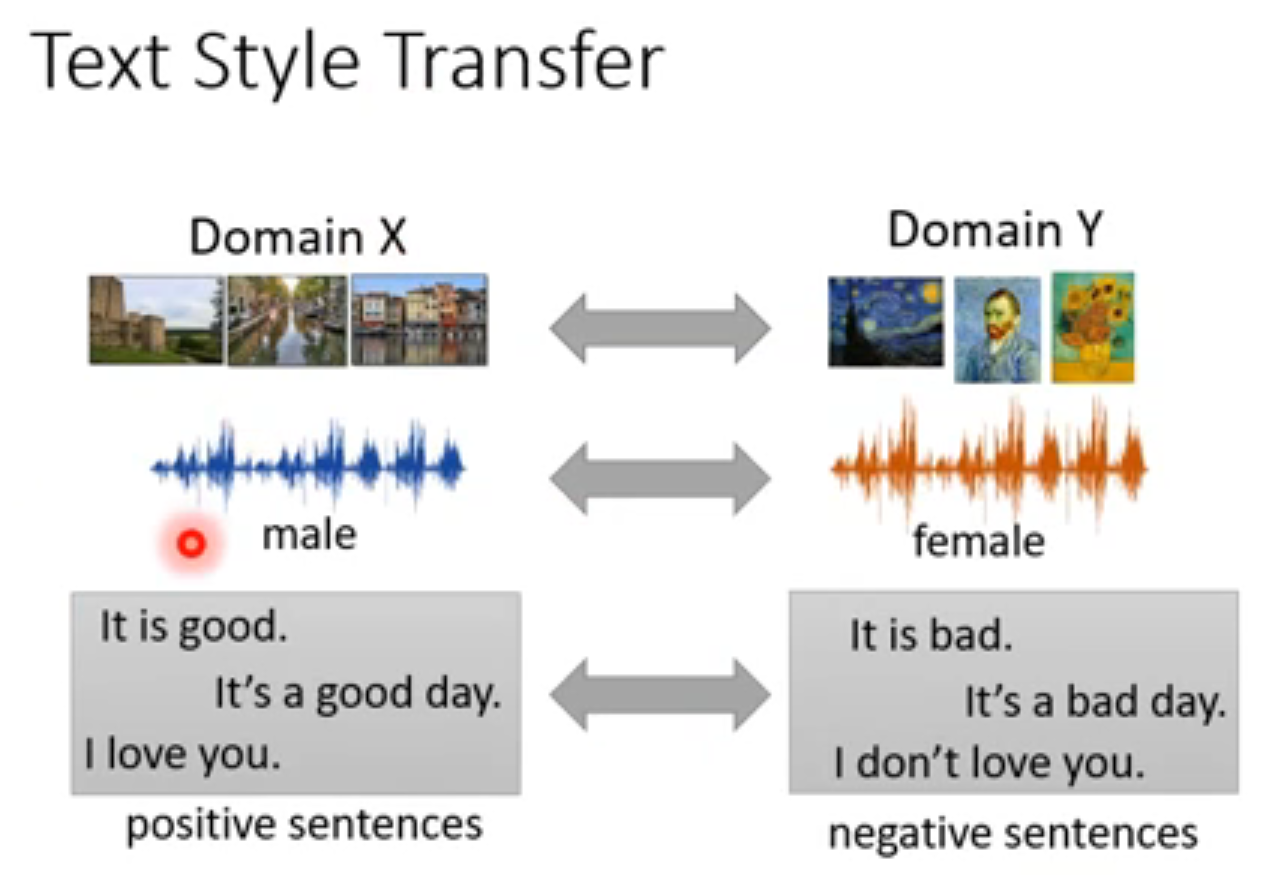 Text Style Transfer
Domain X
Domain Y
male
female
It is good.
It's a good day.
I love you.
positive sentences
It is bad.
It's a bad day.
I don't love you.
negative sentences